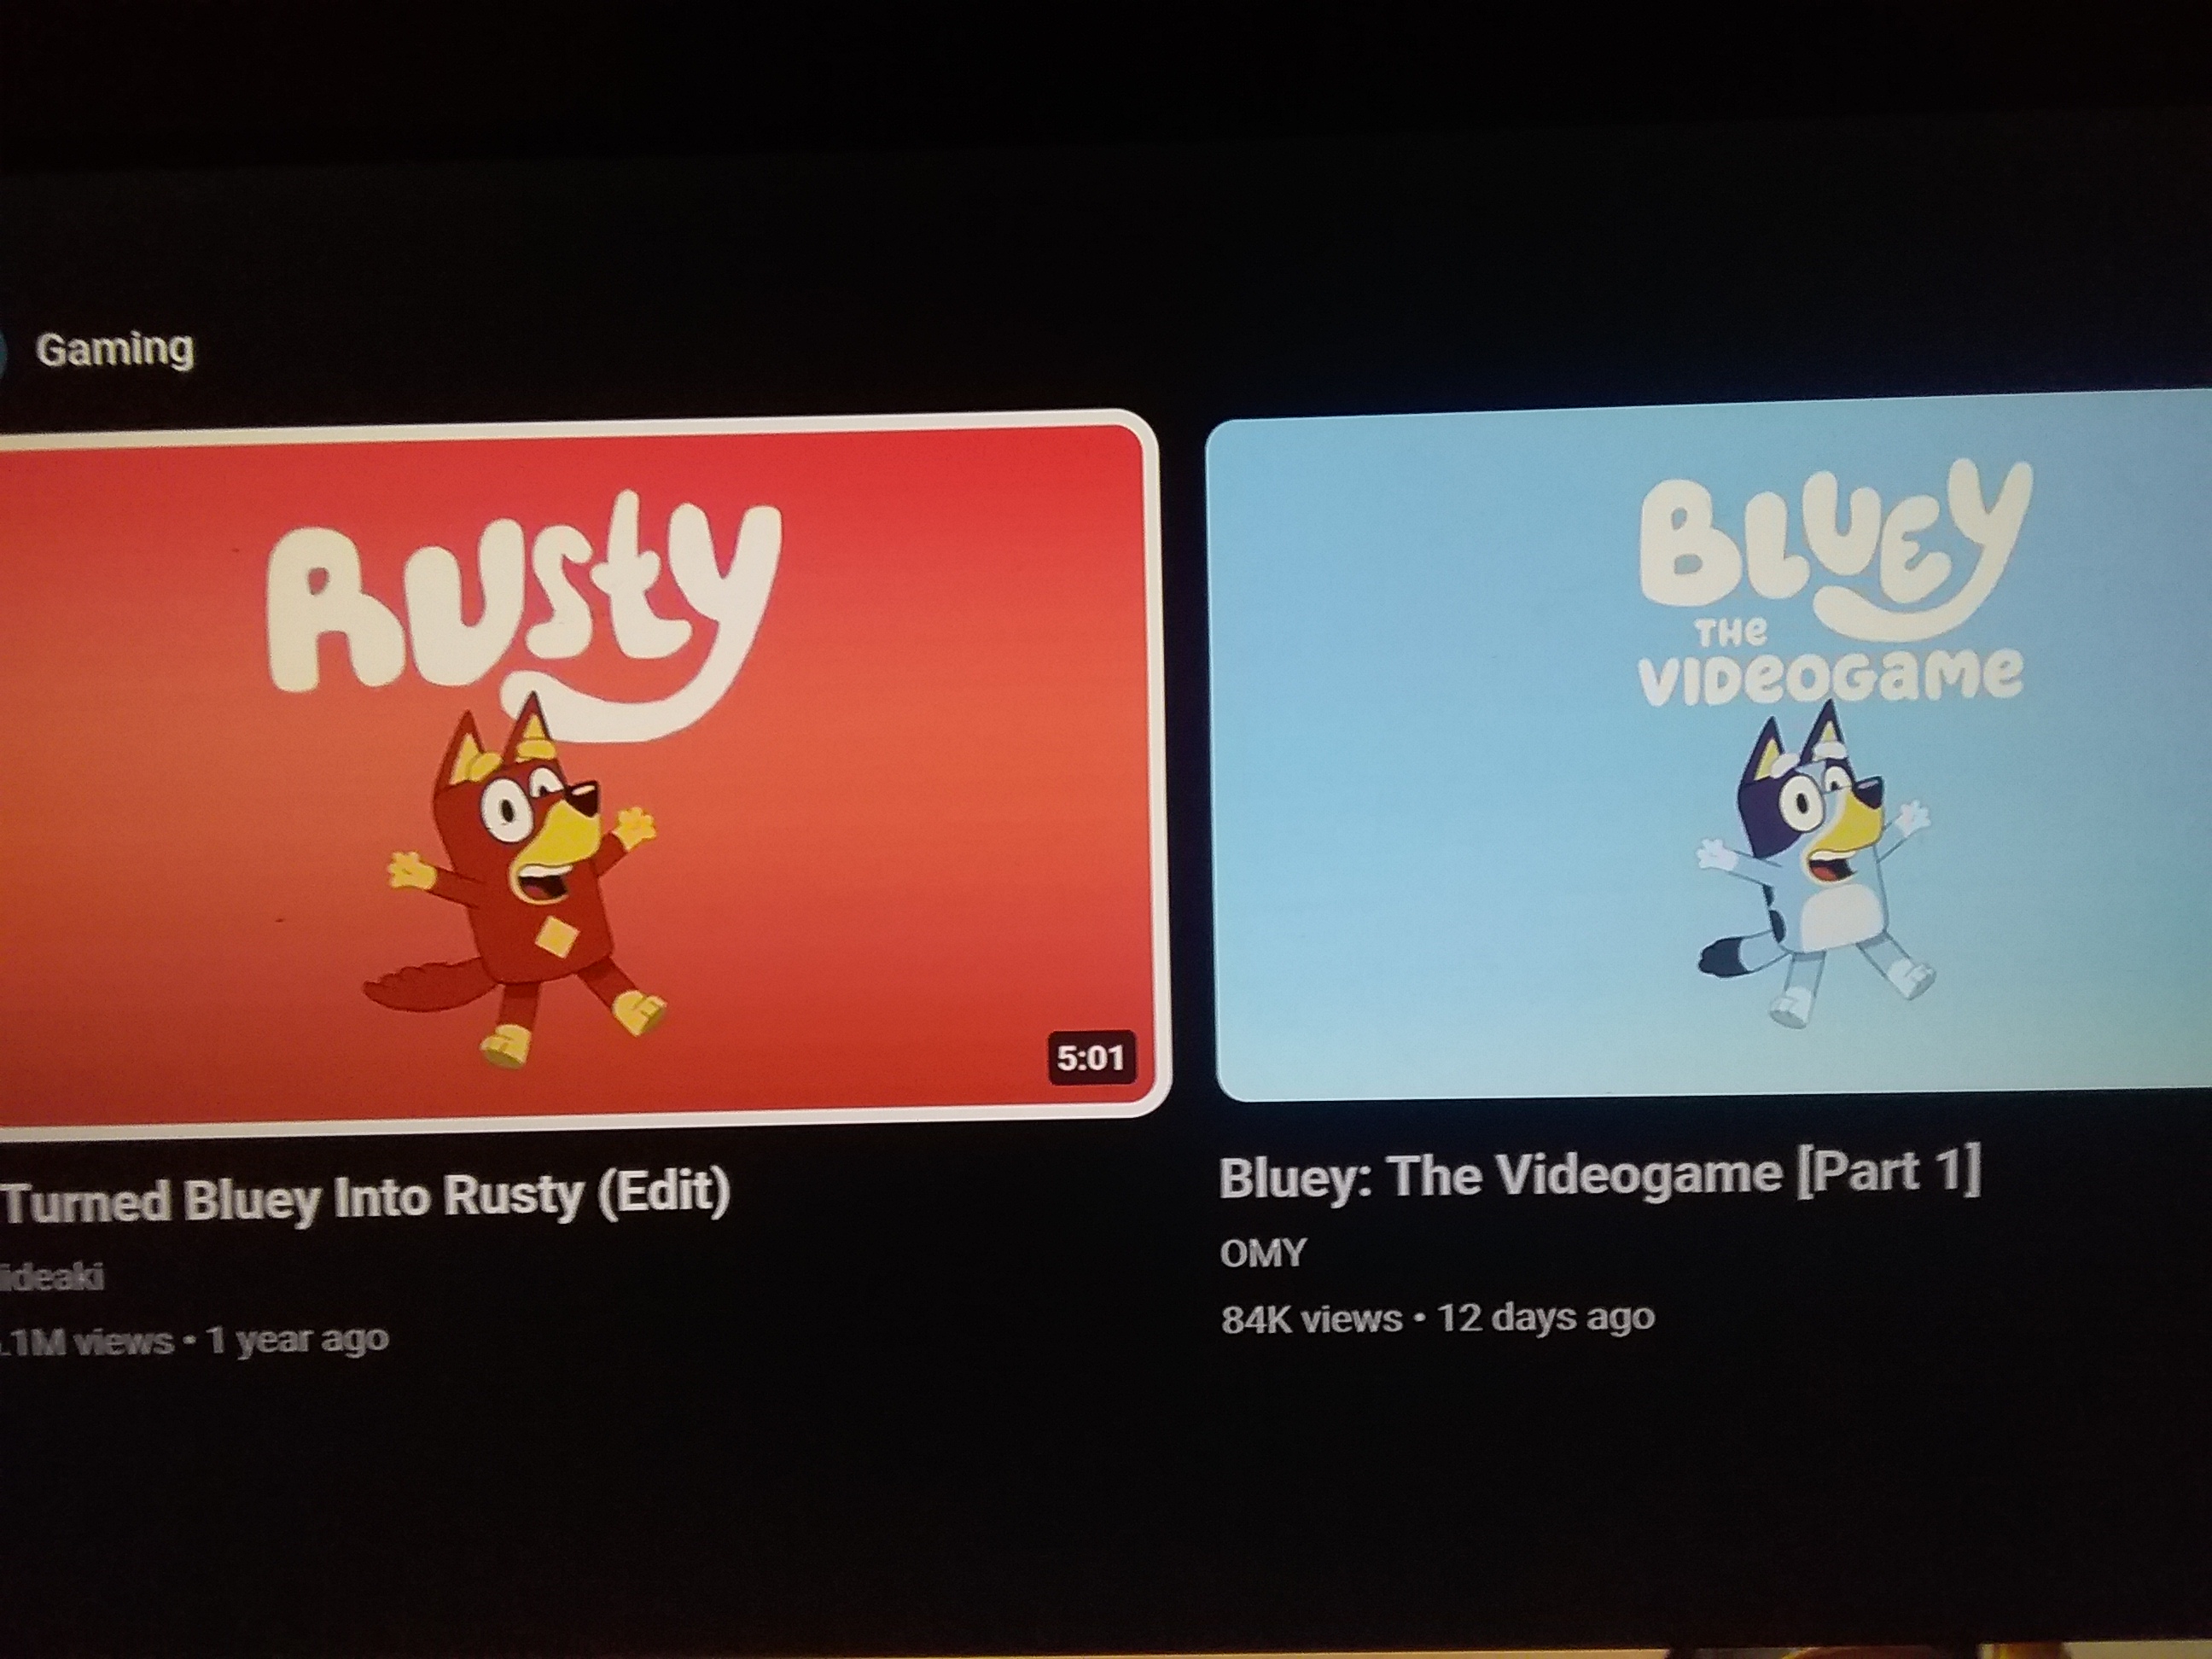 Gaming
Rusty
5:01
Turned Bluey Into Rusty (Edit)
ideaki
.1M views • 1 year ago
BLUEY
THE
VIDEOGAME
Bluey: The Videogame [Part 1]
OMY
84K views • 12 days ago